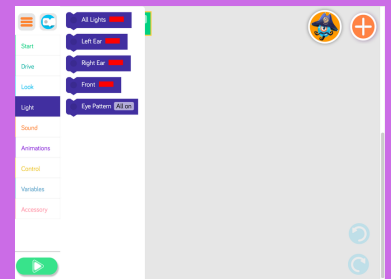 Start
Drive
Look
Light
Sound
Animations
Control
Variables
Accessory
All Lights
Left Ear
Right Ear
Front
Eye Pattern All on